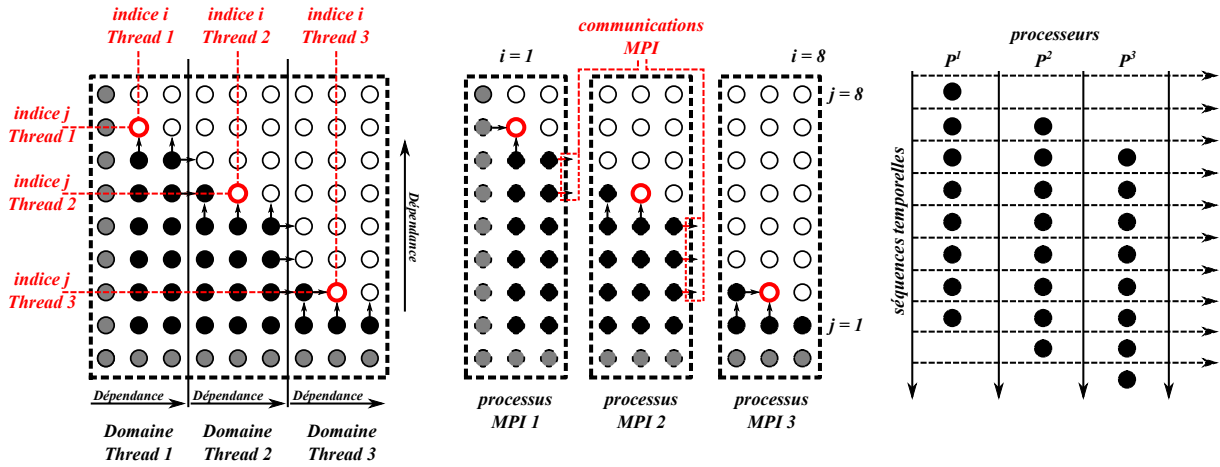 indice i
Thread 1
indice i
Thread 2
indice i
Thread 3
indice j
Thread 1
indice j
Thread 2
indice j
Thread 3
Dépendance
Dépendance
Dépendance
Dépendance
Domaine
Thread 1
Domaine
Thread 2
Domaine
Thread 3
communications
MPI
i = 1
i = 8
j = 8
j = 1
processus
MPI 1
processus
MPI 2
processus
MPI 3
processeurs
P1
P2
P3
séquences temporelles